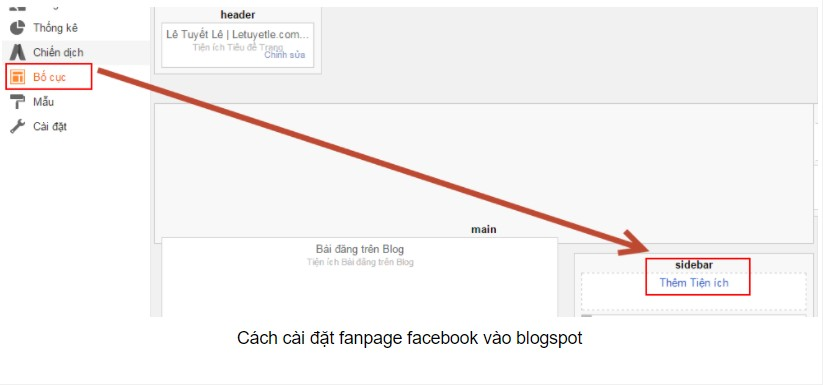 Thống kê
Chiến dịch
Bố cục
Mẫu
Cài đặt
header
Lê Tuyết Lê | Letuyetle.com...
Tiện ích Tiêu đề Trang
Chỉnh sửa
main
Bài đăng trên Blog
Tiện ích Bài đăng trên Blog
sidebar
Thêm Tiện ích
Cách cài đặt fanpage facebook vào blogspot